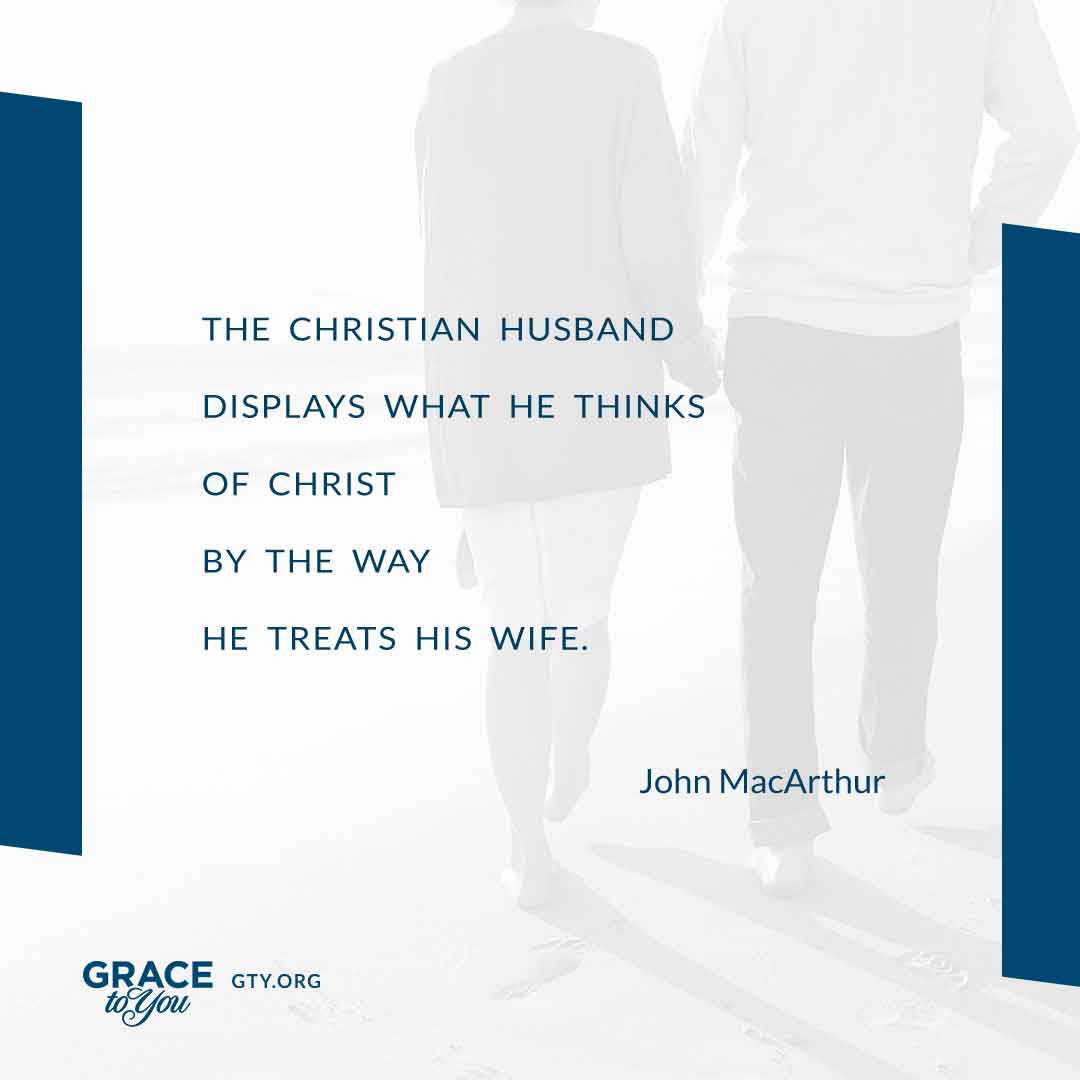 THE CHRISTIAN HUSBAND
DISPLAYS WHAT HE THINKS
OF CHRIST
BY THE WAY
HE TREATS HIS WIFE.
John MacArthur
GRACE GTY.ORG
to You